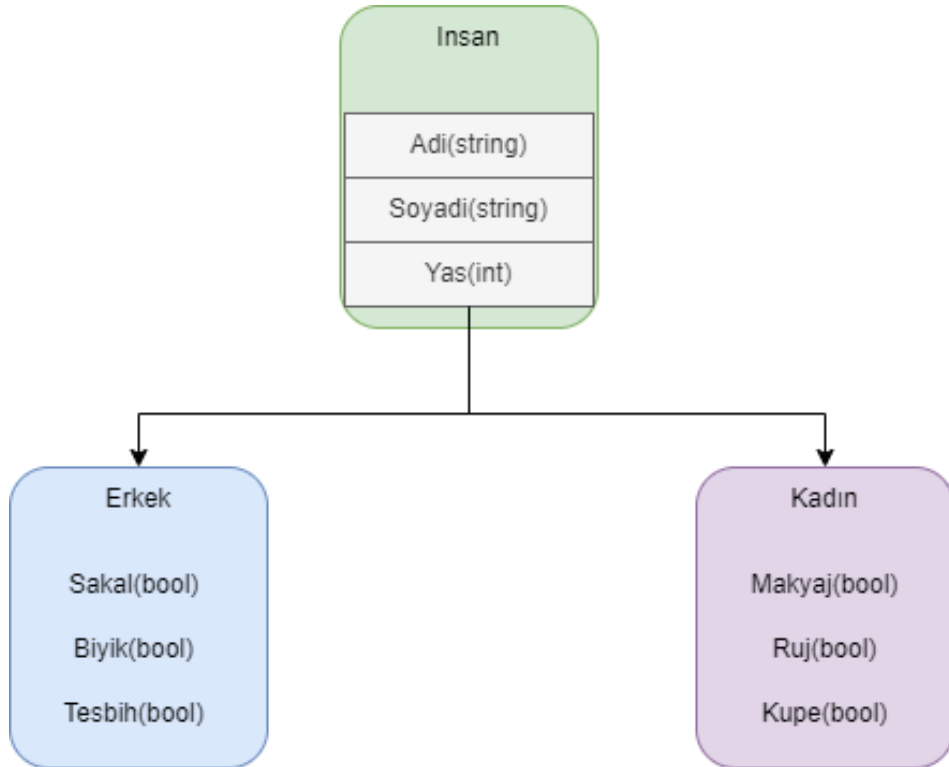 Insan
Adi(string)
Soyadi(string)
Yas(int)
Erkek
Sakal(bool)
Biyik(bool)
Tesbih(bool)
Kadın
Makyaj(bool)
Ruj(bool)
Kupe(bool)